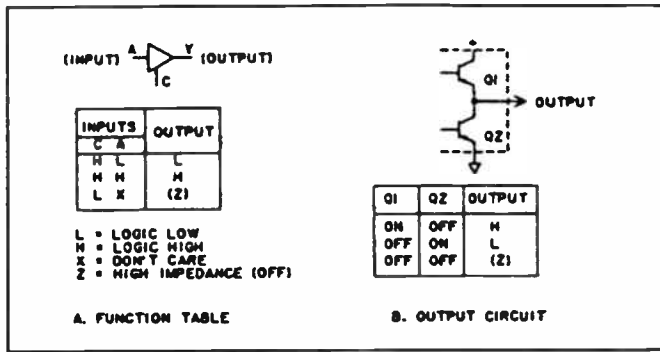 (INPUT) A Y (OUTPUT)
C
INPUTS OUTPUT
C A
H L L
H H H
L X (Z)
L = LOGIC LOW
H = LOGIC HIGH
X = DON'T CARE
Z = HIGH IMPEDANCE (OFF)
A. FUNCTION TABLE
+
Q1
OUTPUT
Q2
Q1 Q2 OUTPUT
ON OFF H
OFF ON L
OFF OFF (Z)
B. OUTPUT CIRCUIT